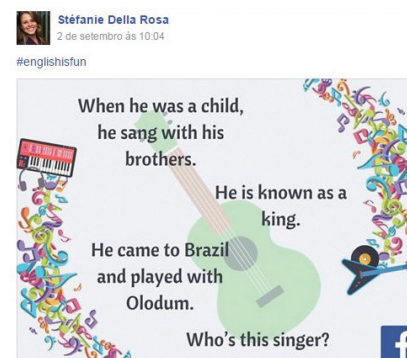 Stéfanie Della Rosa
2 de setembro ás 10:04
#englishisfun
When he was a child,
he sang with his
brothers.
He is known as a
king.
He came to Brazil
and played with
Olodum.
Who's this singer?